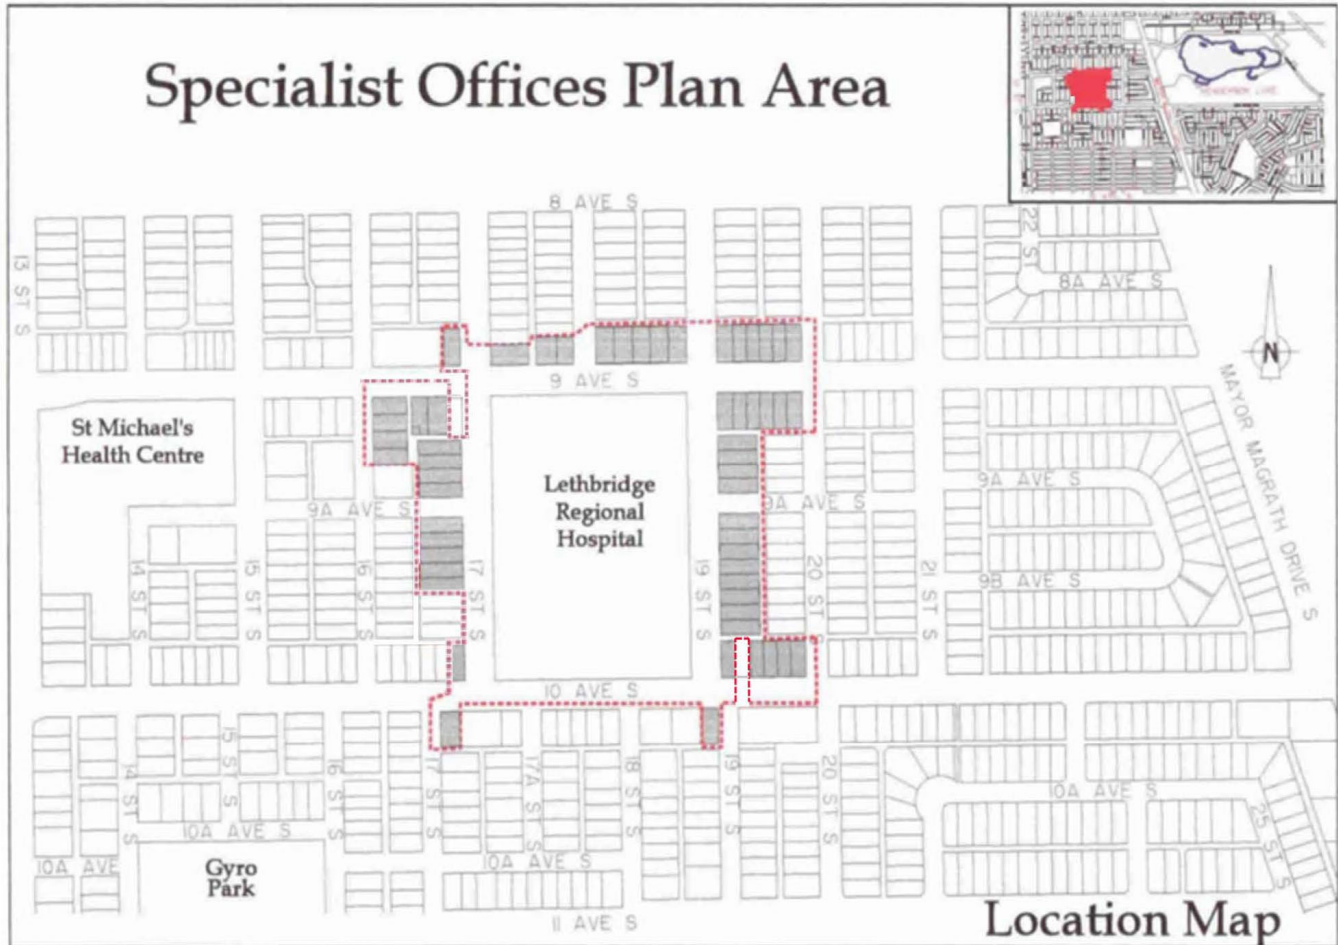 Specialist Offices Plan Area
HENDERSON LAKE
8 AVE S
13 ST S
22 S
8A AVE S
9 AVE S
N
MAYOR MAGRATH DRIVE S
St Michael's
Health Centre
Lethbridge
Regional
Hospital
9A AVE S
9A AVE S
9A AVE S
9B AVE S
14 ST S
15 ST S
16 ST S
17 ST S
19 ST S
20 ST S
21 ST S
10 AVE S
14 ST S
15 ST S
16 ST S
17 ST S
17A ST S
18 ST S
19 ST S
20 ST S
10A AVE S
25 ST S
10A AVE S
10A AVE
10A AVE S
Gyro
Park
11 AVE S
Location Map